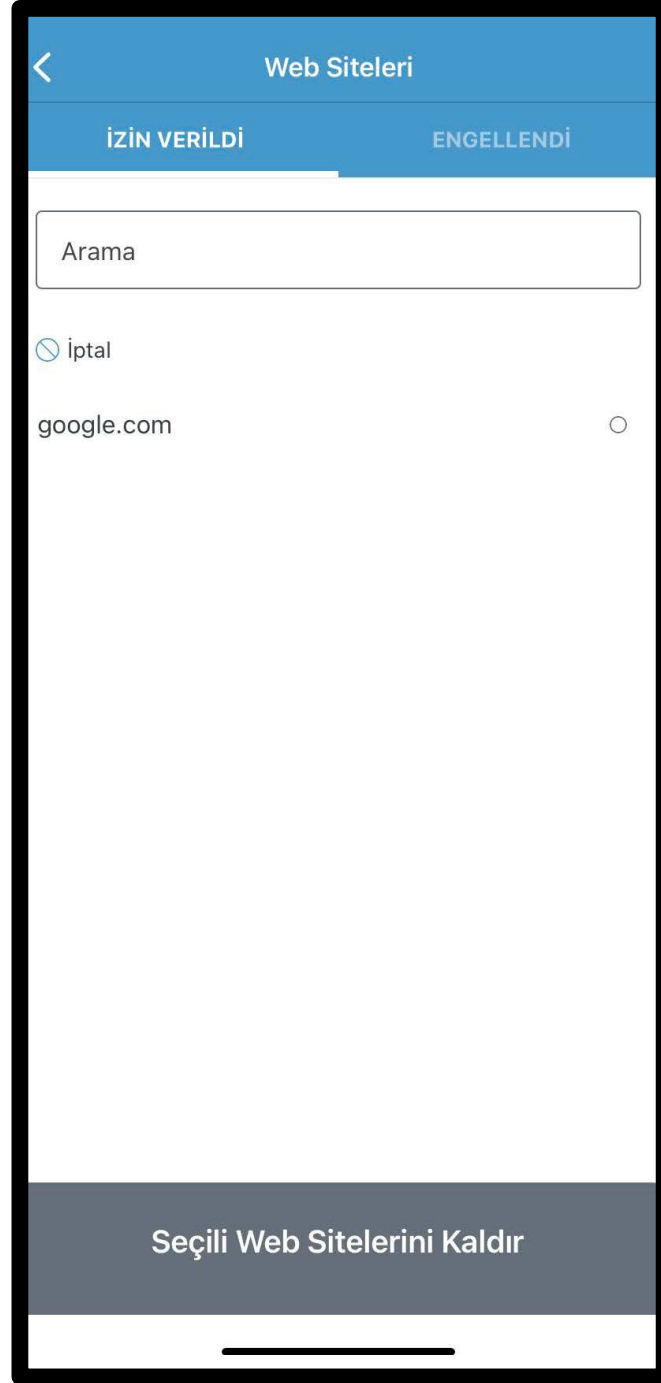 Web Siteleri
İZİN VERİLDİ
ENGELLENDİ
Arama
İptal
google.com
Seçili Web Sitelerini Kaldır